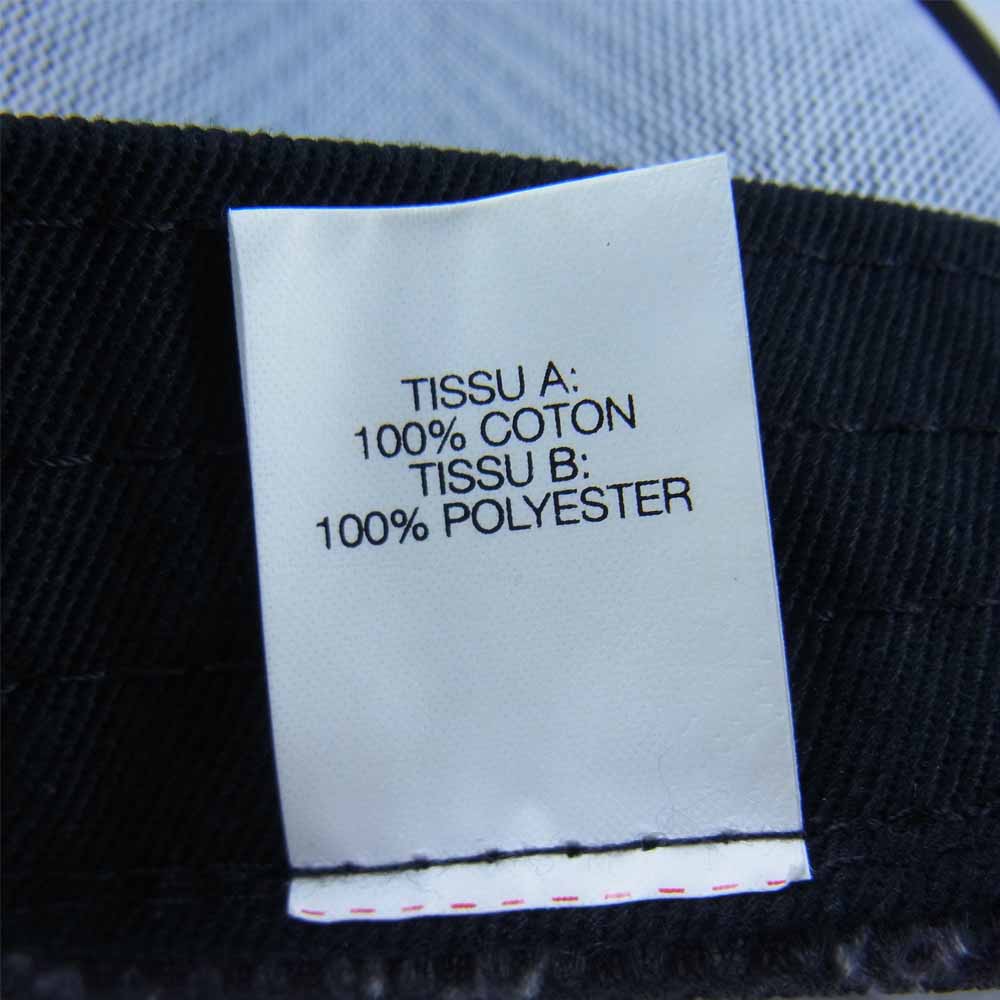 TISSU A:
100% COTON
TISSU B:
100% POLYESTER